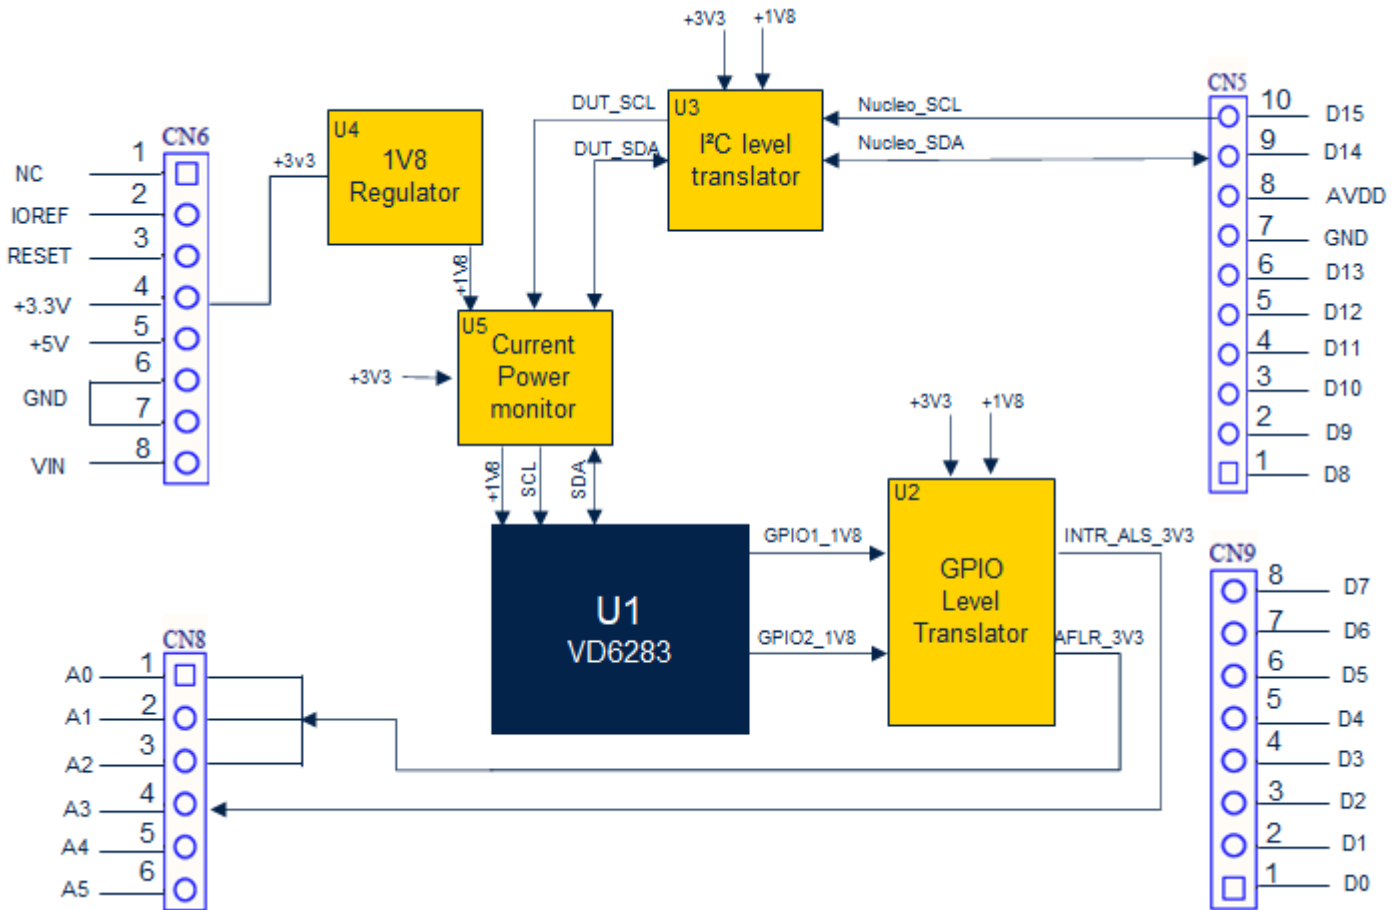 +3V3
+1V8
U3
I²C level
translator
DUT_SCL
DUT_SDA
Nucleo_SCL
Nucleo_SDA
CN5
10 D15
9 D14
8 AVDD
7 GND
6 D13
5 D12
4 D11
3 D10
2 D9
1 D8
CN6
NC 1
IOREF 2
RESET 3
+3.3V 4
+5V 5
GND 6
7
VIN 8
+3v3
U4
1V8
Regulator
+1V8
U5
Current
Power
monitor
+3V3
+1V8
SCL
SDA
U1
VD6283
GPIO1_1V8
GPIO2_1V8
+3V3
+1V8
U2
GPIO
Level
Translator
INTR_ALS_3V3
AFLR_3V3
CN8
A0 1
A1 2
A2 3
A3 4
A4 5
A5 6
CN9
8 D7
7 D6
6 D5
5 D4
4 D3
3 D2
2 D1
1 D0